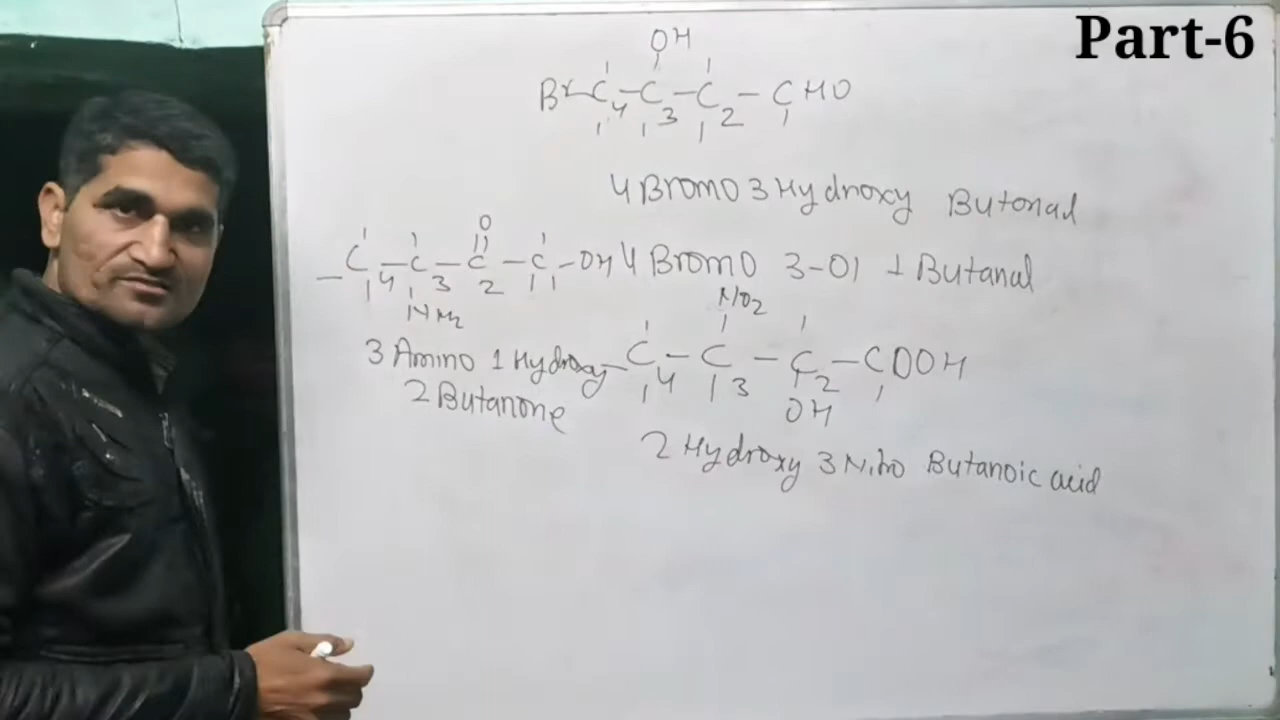 Part-6
OH
Br-C4-C3-C2-CHO
4 Bromo 3 Hydroxy Butonal
O
-C4-C3-C2-C1-OH 4 Bromo 3-Ol 1 Butanal
NH2
NO2
3 Amino 1 Hydroxy -C4-C3-C2-COOH
2 Butanone
OH
2 Hydroxy 3 Nitro Butanoic acid